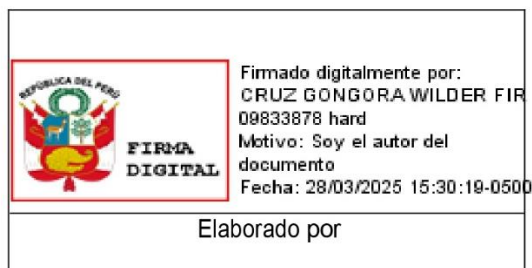 REPÚBLICA DEL PERÚ
FIRMA
DIGITAL
Firmado digitalmente por:
CRUZ GONGORA WILDER FIR
09833878 hard
Motivo: Soy el autor del
documento
Fecha: 28/03/2025 15:30:19-0500
Elaborado por